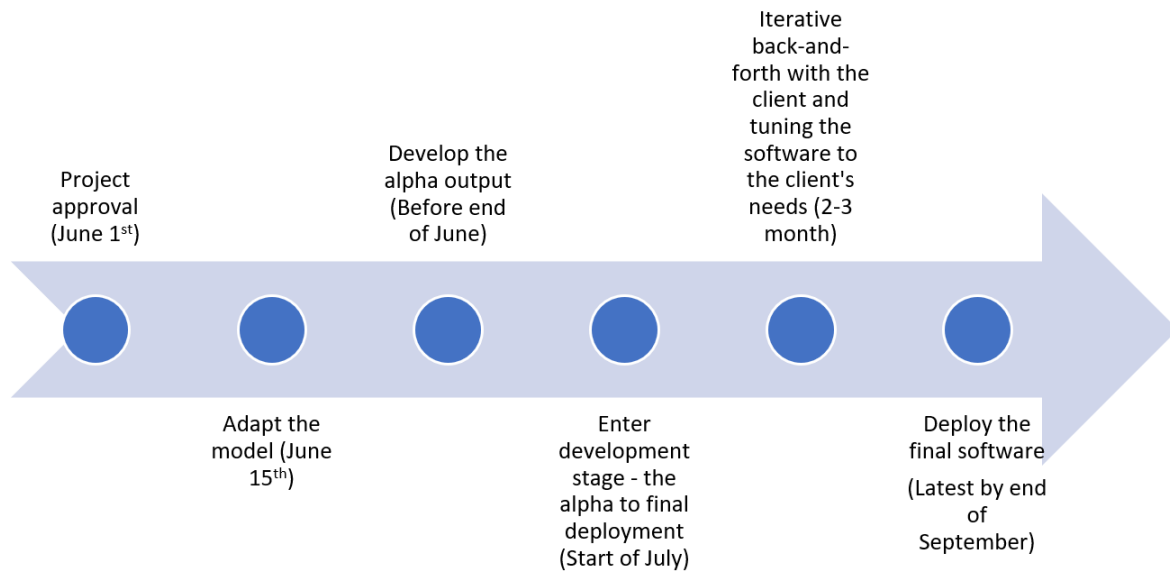 Project
approval
(June 1st)
Adapt the
model (June
15th)
Develop the
alpha output
(Before end
of June)
Enter
development
stage - the
alpha to final
deployment
(Start of July)
Iterative
back-and-
forth with the
client and
tuning the
software to
the client's
needs (2-3
month)
Deploy the
final software
(Latest by end
of
September)